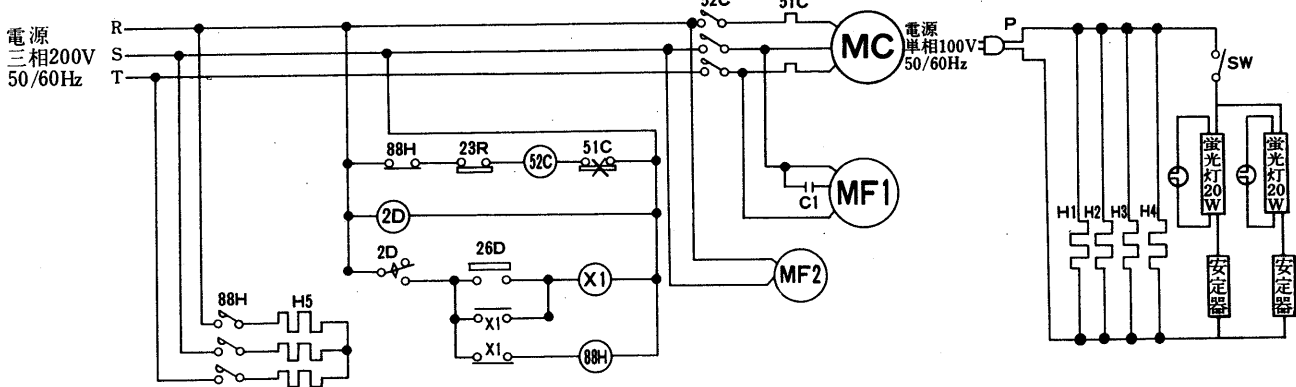 電源
三相200V
50/60Hz
R
S
T
52C
51C
MC
電源
単相100V
50/60Hz
P
SW
88H
23R
52C
51C
2D
2D
26D
X1
X1
X1
88H
88H
H5
C1
MF1
MF2
H1
H2
H3
H4
蛍光灯20W
蛍光灯20W
安定器
安定器